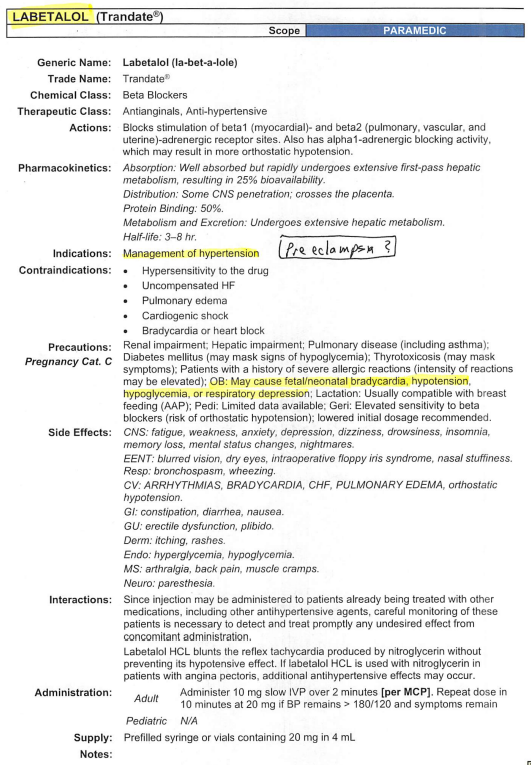 LABETALOL (Trandate®)
Scope PARAMEDIC
Generic Name: Labetalol (la-bet-a-lole)
Trade Name: Trandate®
Chemical Class: Beta Blockers
Therapeutic Class: Antianginals, Anti-hypertensive
Actions: Blocks stimulation of beta1 (myocardial)- and beta2 (pulmonary, vascular, and
uterine)-adrenergic receptor sites. Also has alpha1-adrenergic blocking activity,
which may result in more orthostatic hypotension.
Pharmacokinetics: Absorption: Well absorbed but rapidly undergoes extensive first-pass hepatic
metabolism, resulting in 25% bioavailability.
Distribution: Some CNS penetration; crosses the placenta.
Protein Binding: 50%.
Metabolism and Excretion: Undergoes extensive hepatic metabolism.
Half-life: 3–8 hr.
Indications: Management of hypertension Pre eclampsia ?
Contraindications: • Hypersensitivity to the drug
• Uncompensated HF
• Pulmonary edema
• Cardiogenic shock
• Bradycardia or heart block
Precautions: Renal impairment; Hepatic impairment; Pulmonary disease (including asthma);
Pregnancy Cat. C Diabetes mellitus (may mask signs of hypoglycemia); Thyrotoxicosis (may mask
symptoms); Patients with a history of severe allergic reactions (intensity of reactions
may be elevated); OB: May cause fetal/neonatal bradycardia, hypotension,
hypoglycemia, or respiratory depression; Lactation: Usually compatible with breast
feeding (AAP); Pedi: Limited data available; Geri: Elevated sensitivity to beta
blockers (risk of orthostatic hypotension); lowered initial dosage recommended.
Side Effects: CNS: fatigue, weakness, anxiety, depression, dizziness, drowsiness, insomnia,
memory loss, mental status changes, nightmares.
EENT: blurred vision, dry eyes, intraoperative floppy iris syndrome, nasal stuffiness.
Resp: bronchospasm, wheezing.
CV: ARRHYTHMIAS, BRADYCARDIA, CHF, PULMONARY EDEMA, orthostatic
hypotension.
GI: constipation, diarrhea, nausea.
GU: erectile dysfunction, plibido.
Derm: itching, rashes.
Endo: hyperglycemia, hypoglycemia.
MS: arthralgia, back pain, muscle cramps.
Neuro: paresthesia.
Interactions: Since injection may be administered to patients already being treated with other
medications, including other antihypertensive agents, careful monitoring of these
patients is necessary to detect and treat promptly any undesired effect from
concomitant administration.
Labetalol HCL blunts the reflex tachycardia produced by nitroglycerin without
preventing its hypotensive effect. If labetalol HCL is used with nitroglycerin in
patients with angina pectoris, additional antihypertensive effects may occur.
Administration: Adult Administer 10 mg slow IVP over 2 minutes [per MCP]. Repeat dose in
10 minutes at 20 mg if BP remains > 180/120 and symptoms remain
Pediatric N/A
Supply: Prefilled syringe or vials containing 20 mg in 4 mL
Notes: